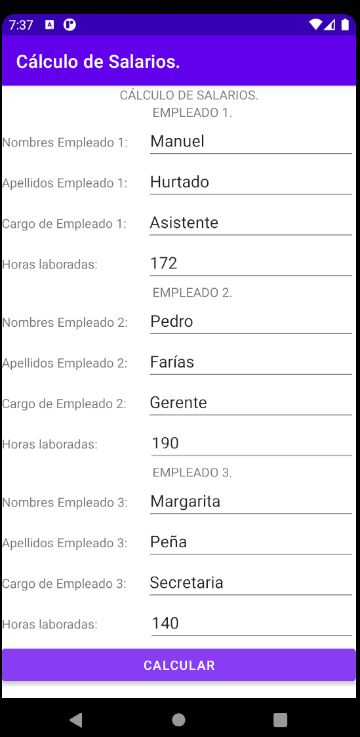 7:37
Cálculo de Salarios.
CÁLCULO DE SALARIOS.
EMPLEADO 1.
Nombres Empleado 1: Manuel
Apellidos Empleado 1: Hurtado
Cargo de Empleado 1: Asistente
Horas laboradas: 172
EMPLEADO 2.
Nombres Empleado 2: Pedro
Apellidos Empleado 2: Farías
Cargo de Empleado 2: Gerente
Horas laboradas: 190
EMPLEADO 3.
Nombres Empleado 3: Margarita
Apellidos Empleado 3: Peña
Cargo de Empleado 3: Secretaria
Horas laboradas: 140
CALCULAR